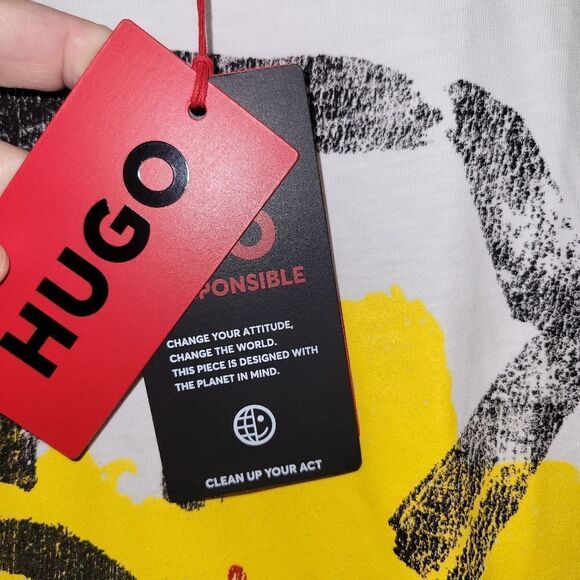 HUGO
O
PONSIBLE
CHANGE YOUR ATTITUDE,
CHANGE THE WORLD.
THIS PIECE IS DESIGNED WITH
THE PLANET IN MIND.
CLEAN UP YOUR ACT